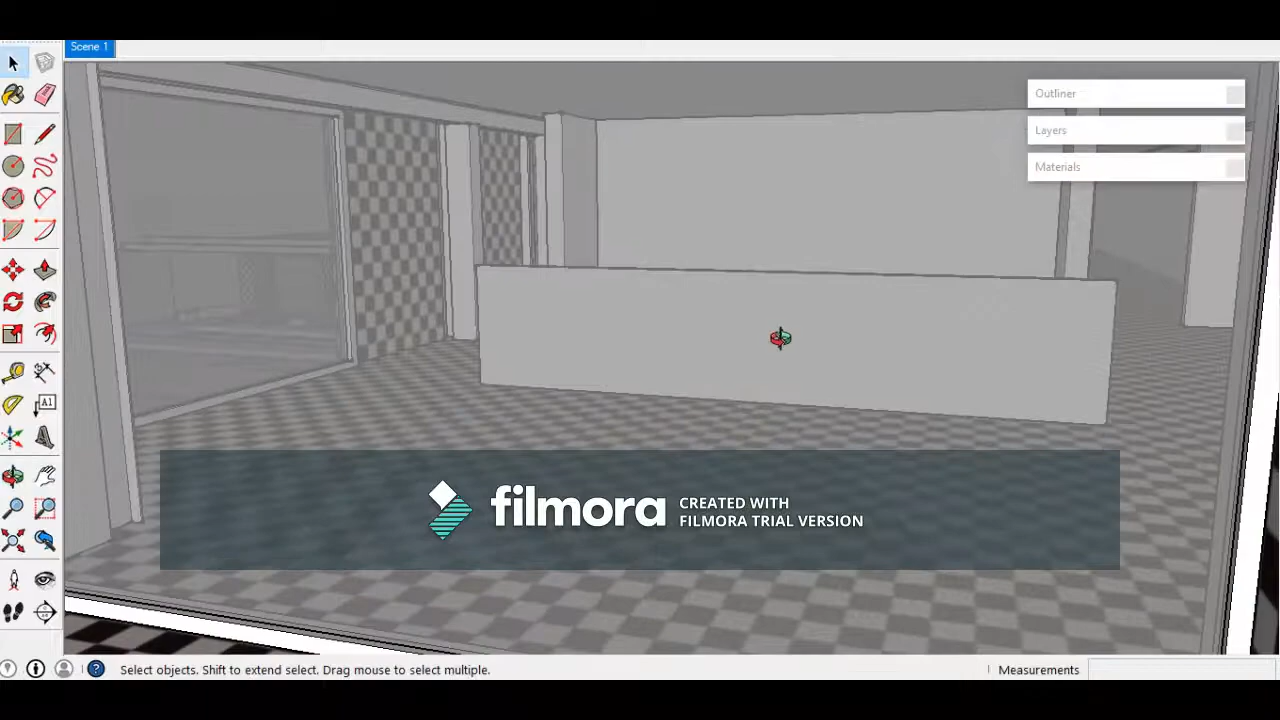 Scene 1
Outliner
Layers
Materials
A1
filmora
CREATED WITH
FILMORA TRIAL VERSION
Select objects. Shift to extend select. Drag mouse to select multiple.
Measurements